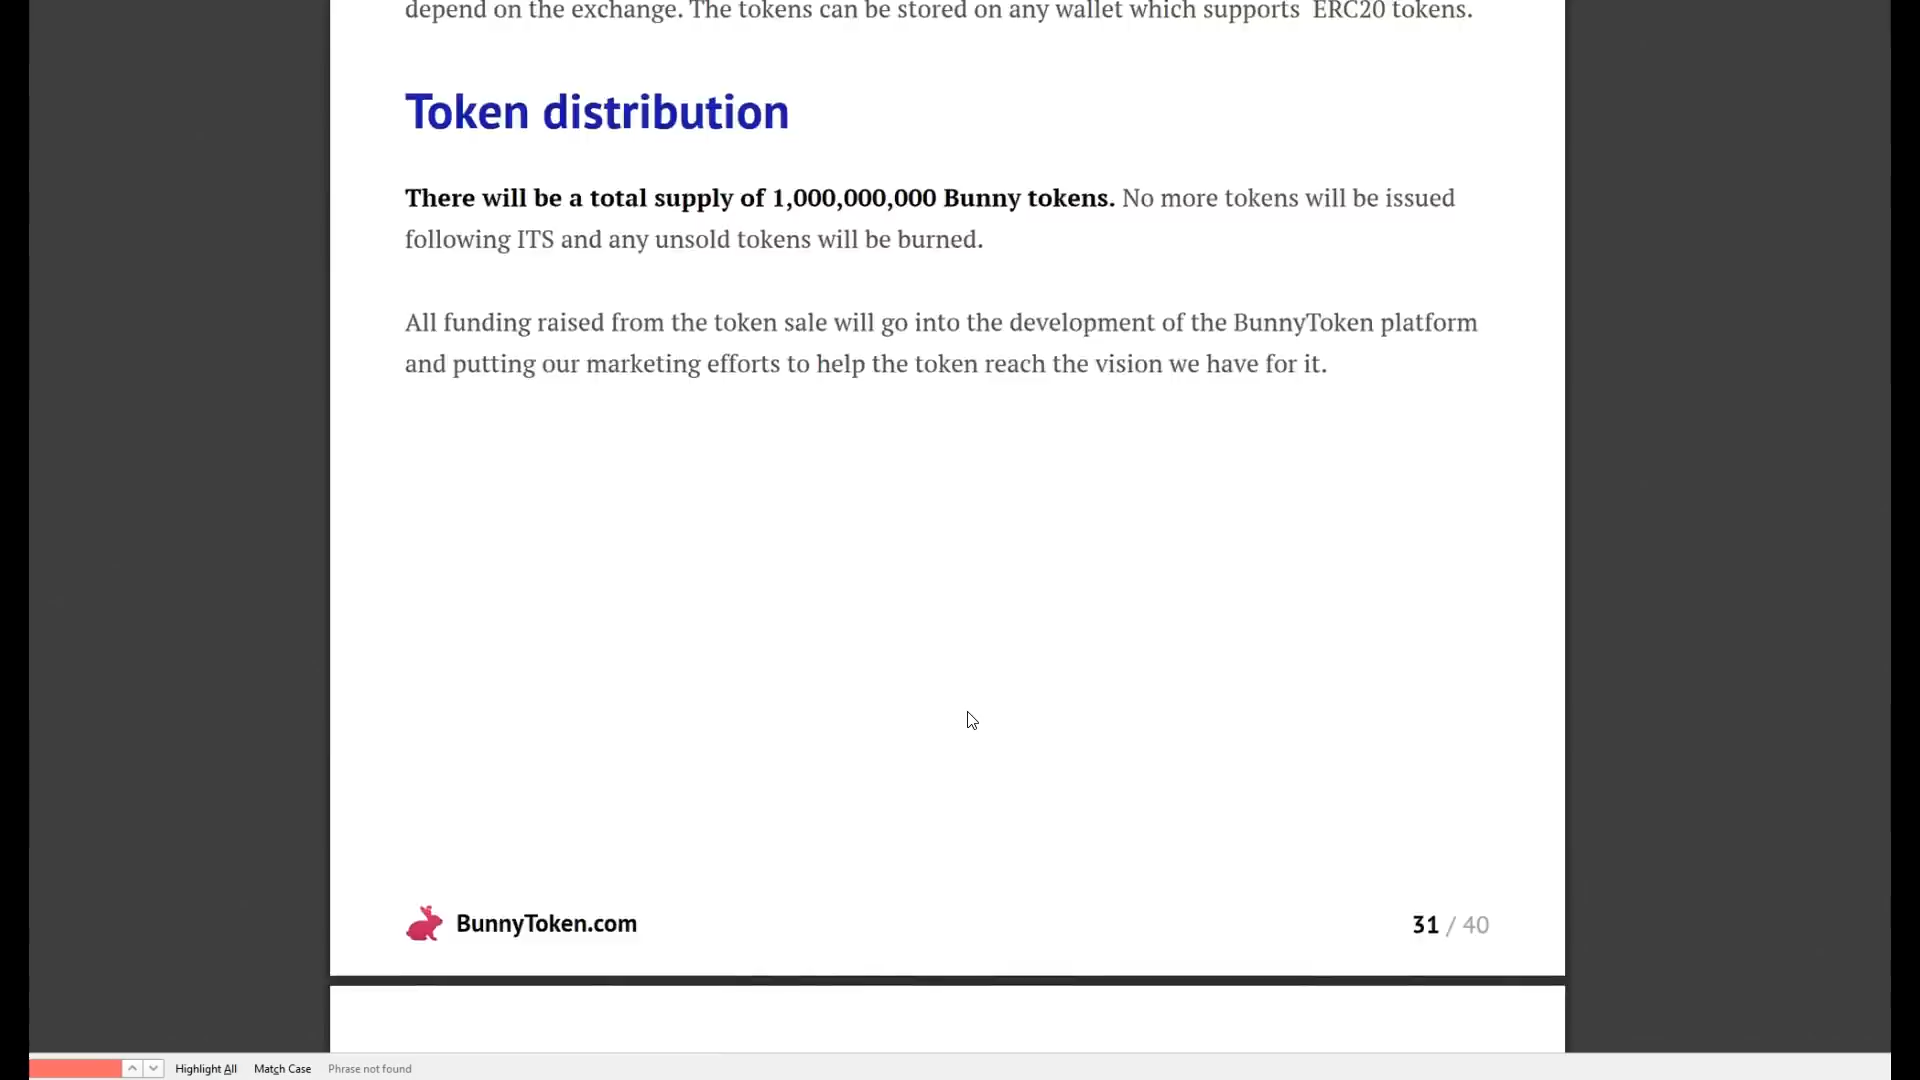 depend on the exchange. The tokens can be stored on any wallet which supports ERC20 tokens.
Token distribution
There will be a total supply of 1,000,000,000 Bunny tokens. No more tokens will be issued
following ITS and any unsold tokens will be burned.
All funding raised from the token sale will go into the development of the BunnyToken platform
and putting our marketing efforts to help the token reach the vision we have for it.
BunnyToken.com
31 / 40
Highlight All Match Case Phrase not found